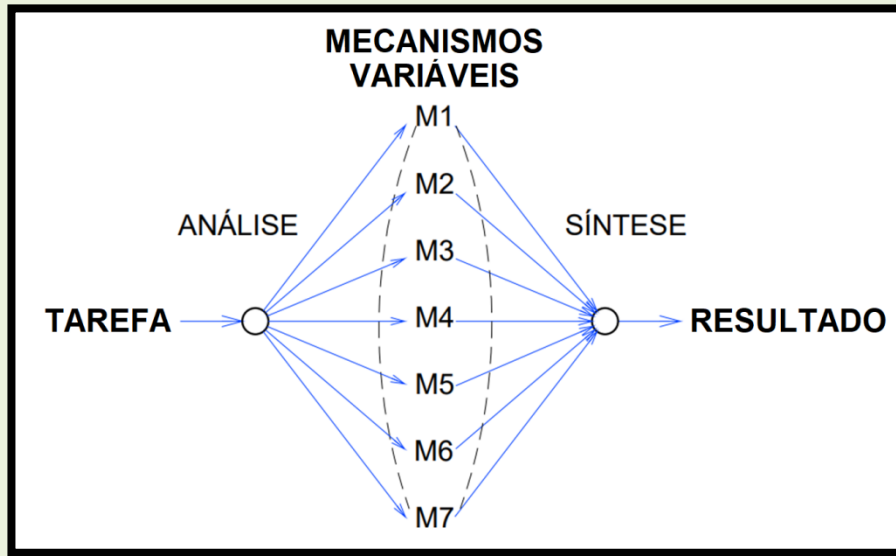 MECANISMOS
VARIÁVEIS
M1
M2
ANÁLISE
SÍNTESE
M3
TAREFA
M4
RESULTADO
M5
M6
M7